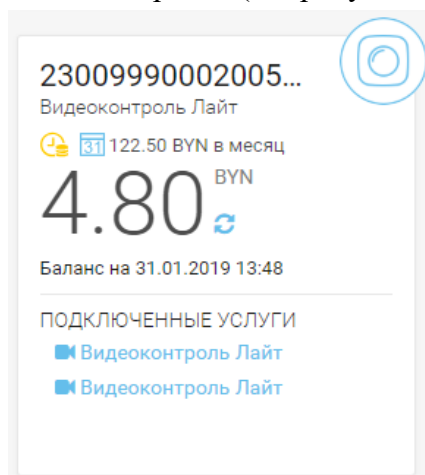 23009990002005...
Видеоконтроль Лайт
31 122.50 BYN в месяц
4.80 BYN
Баланс на 31.01.2019 13:48
ПОДКЛЮЧЕННЫЕ УСЛУГИ
Видеоконтроль Лайт
Видеоконтроль Лайт